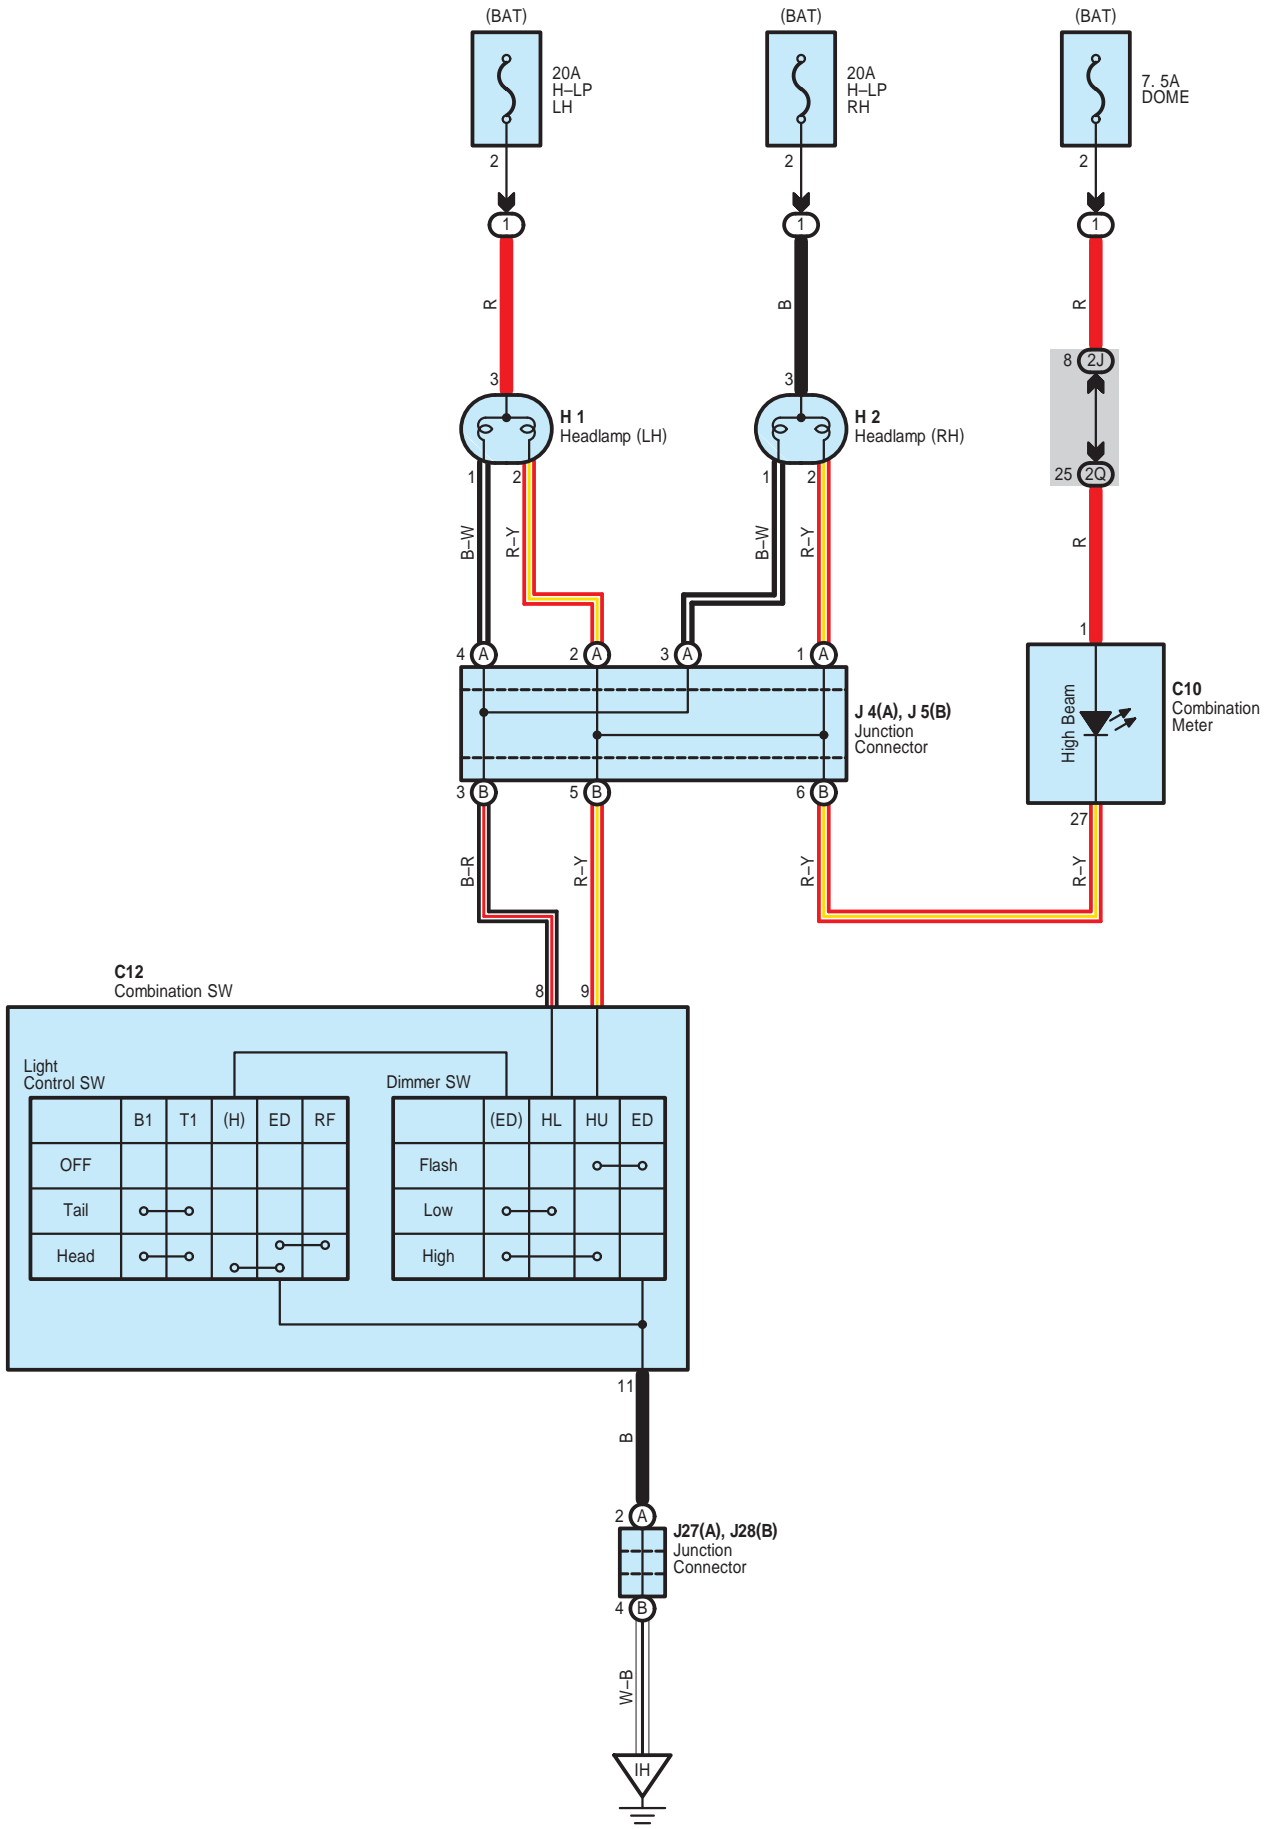 (BAT)
(BAT)
(BAT)
20A
H–LP
LH
20A
H–LP
RH
7. 5A
DOME
2
2
2
1
1
1
R
B
R
8
2J
3
3
H 1
Headlamp (LH)
H 2
Headlamp (RH)
25
2Q
1
2
1
2
B–W
R–Y
B–W
R–Y
R
1
4
A
2
A
3
A
1
A
J 4(A), J 5(B)
Junction
Connector
High Beam
C10
Combination
Meter
3
B
5
B
6
B
27
B–R
R–Y
R–Y
R–Y
C12
Combination SW
8
9
Light
Control SW
Dimmer SW
B1
T1
(H)
ED
RF
(ED)
HL
HU
ED
OFF
Flash
Tail
Low
Head
High
11
B
2
A
J27(A), J28(B)
Junction
Connector
4
B
W–B
IH